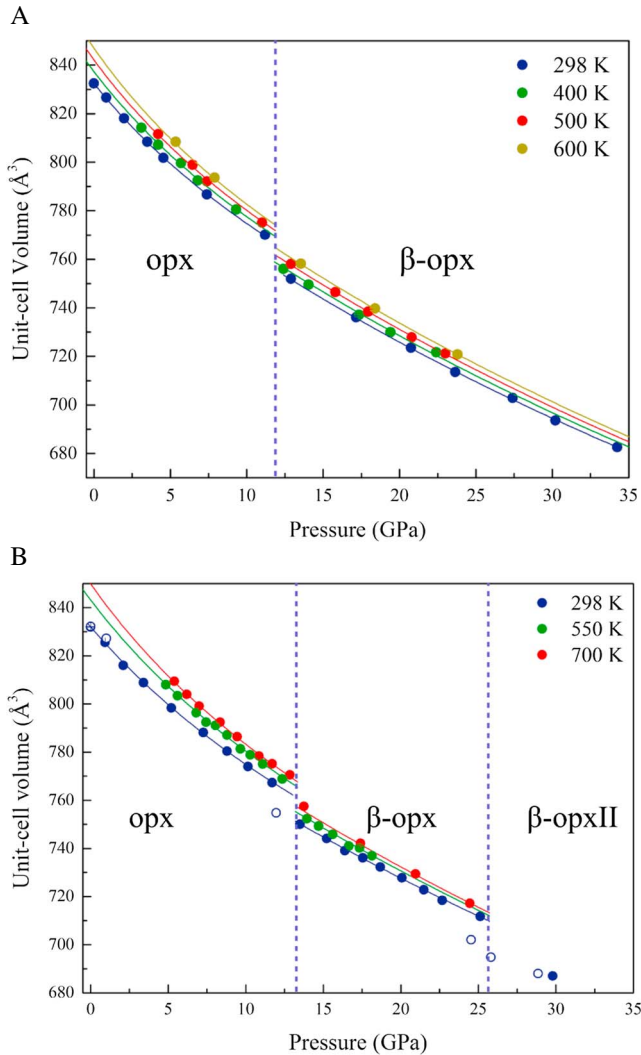 A
840
820
800
780
760
740
720
700
680
Unit-cell Volume (Å³)
298 K
400 K
500 K
600 K
opx
β-opx
0 5 10 15 20 25 30 35
Pressure (GPa)
B
840
820
800
780
760
740
720
700
680
Unit-cell volume (Å³)
298 K
550 K
700 K
opx
β-opx
β-opxII
0 5 10 15 20 25 30 35
Pressure (GPa)